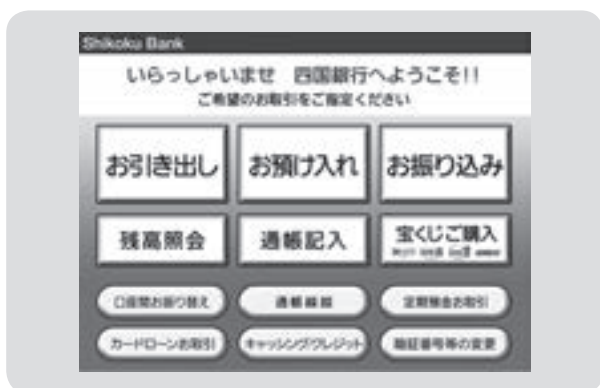 Shikoku Bank
いらっしゃいませ 四国銀行へようこそ!!
ご希望のお取引をご指定ください
お引き出し お預け入れ お振り込み
残高照会 通帳記入 宝くじご購入
口座間お振り替え 通帳繰越 定期預金お取引
カードローンお取引 キャッシング/クレジット 暗証番号等の変更